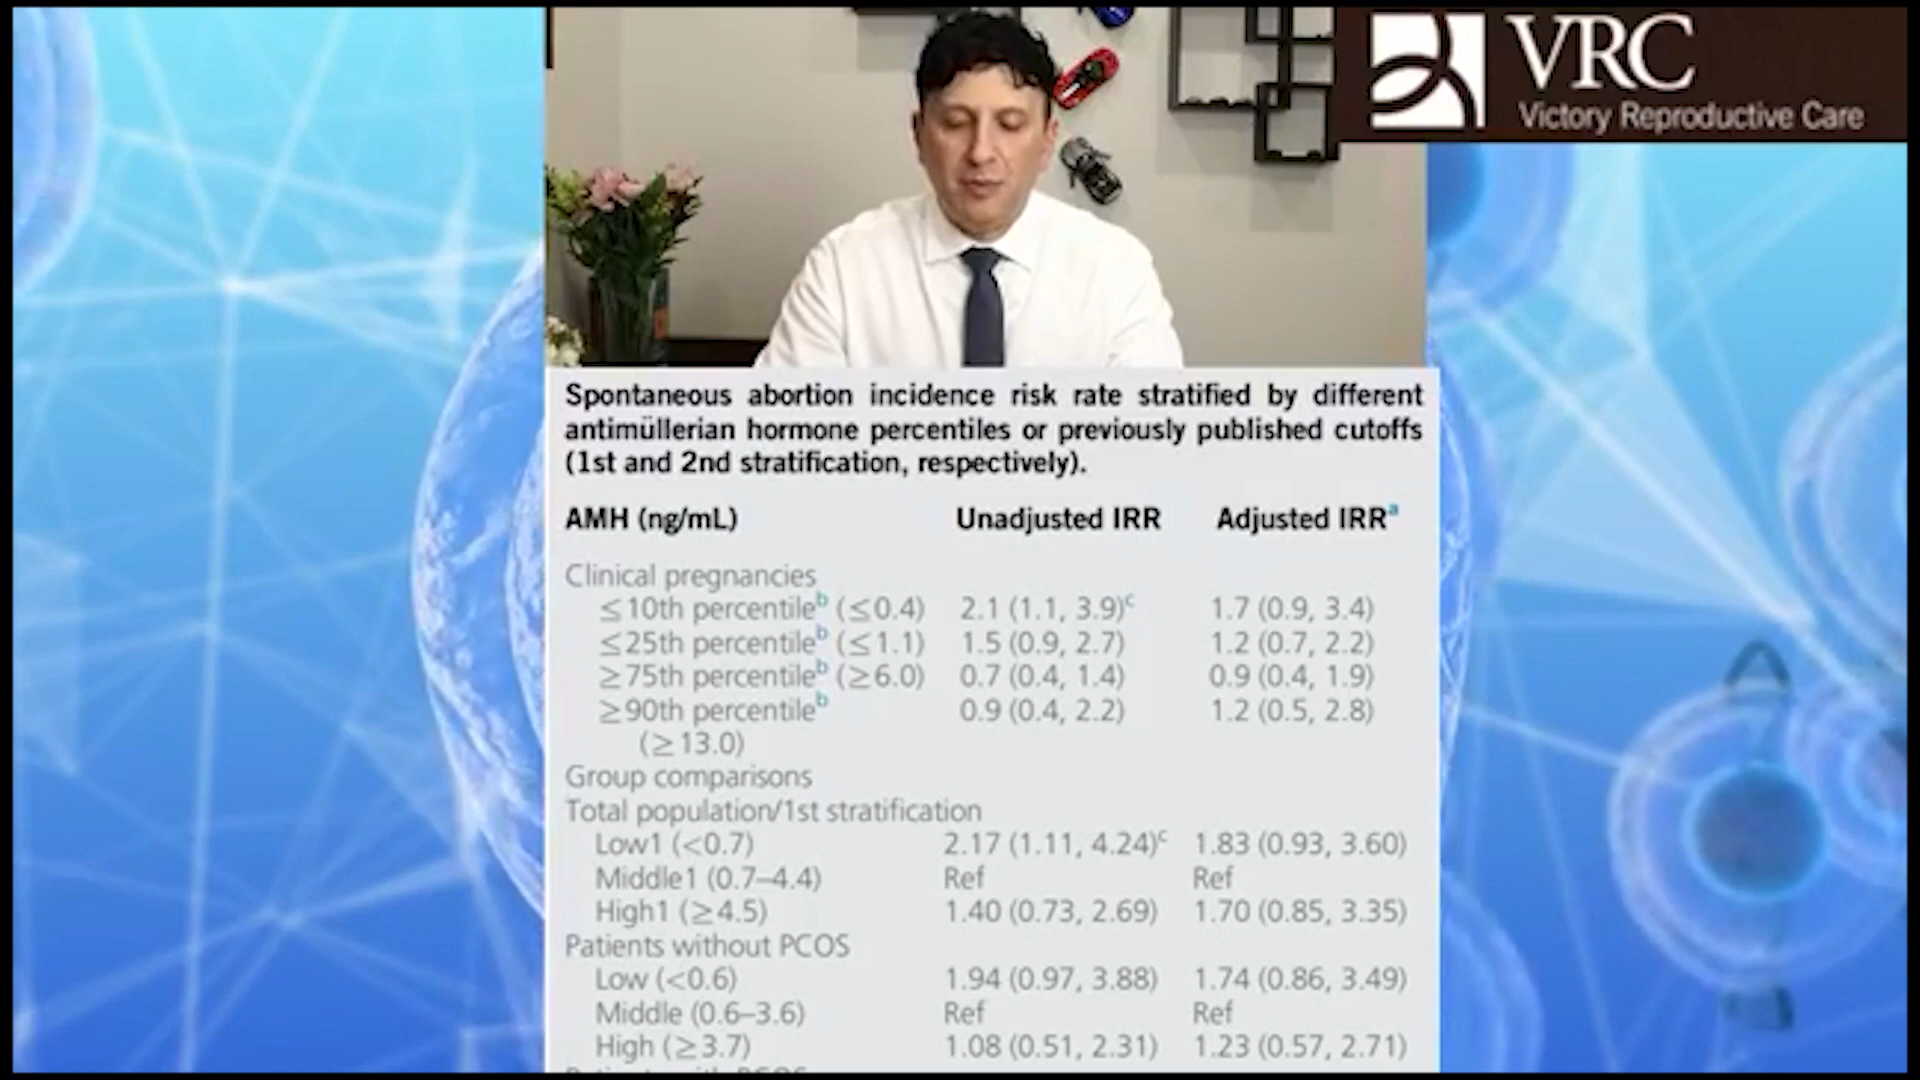 VRC
Victory Reproductive Care
Spontaneous abortion incidence risk rate stratified by different
antimüllerian hormone percentiles or previously published cutoffs
(1st and 2nd stratification, respectively).
AMH (ng/mL) Unadjusted IRR Adjusted IRRᵃ
Clinical pregnancies
≤10th percentileᵇ (≤0.4) 2.1 (1.1, 3.9)ᶜ 1.7 (0.9, 3.4)
≤25th percentileᵇ (≤1.1) 1.5 (0.9, 2.7) 1.2 (0.7, 2.2)
≥75th percentileᵇ (≥6.0) 0.7 (0.4, 1.4) 0.9 (0.4, 1.9)
≥90th percentileᵇ 0.9 (0.4, 2.2) 1.2 (0.5, 2.8)
(≥13.0)
Group comparisons
Total population/1st stratification
Low1 (<0.7) 2.17 (1.11, 4.24)ᶜ 1.83 (0.93, 3.60)
Middle1 (0.7–4.4) Ref Ref
High1 (≥4.5) 1.40 (0.73, 2.69) 1.70 (0.85, 3.35)
Patients without PCOS
Low (<0.6) 1.94 (0.97, 3.88) 1.74 (0.86, 3.49)
Middle (0.6–3.6) Ref Ref
High (≥3.7) 1.08 (0.51, 2.31) 1.23 (0.57, 2.71)